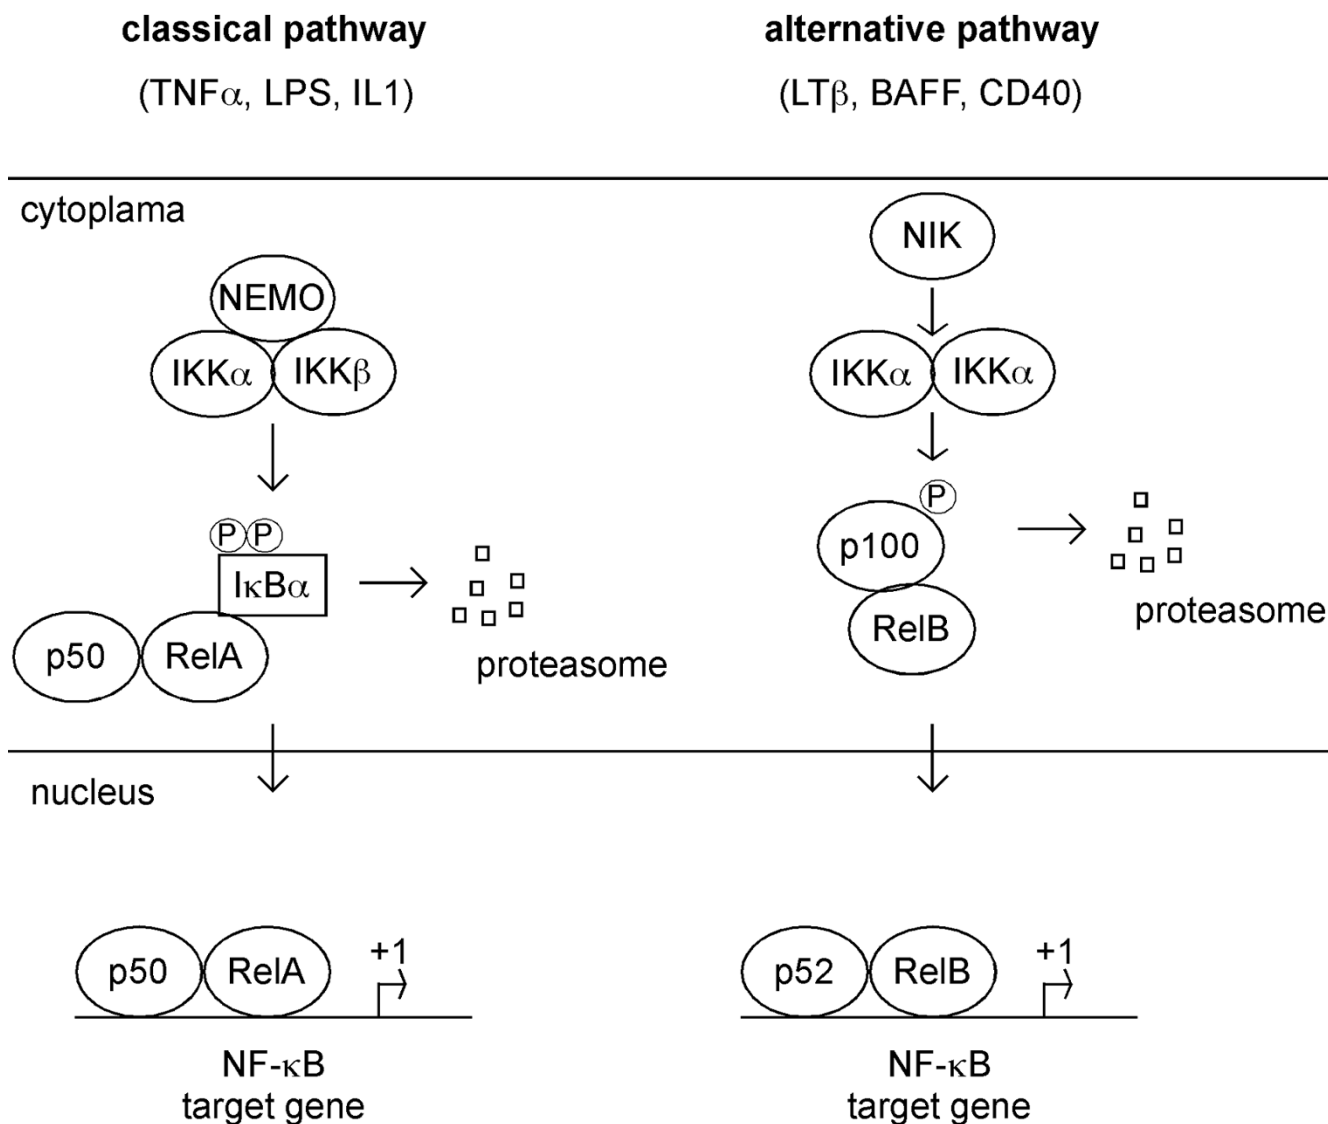 classical pathway
(TNFα, LPS, IL1)
alternative pathway
(LTβ, BAFF, CD40)
cytoplama
NEMO
IKKα
IKKβ
P
P
IκBα
p50
RelA
proteasome
NIK
IKKα
IKKα
P
p100
RelB
proteasome
nucleus
p50
RelA
+1
NF-κB
target gene
p52
RelB
+1
NF-κB
target gene